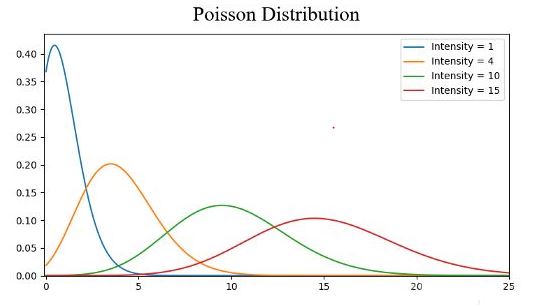 Poisson Distribution
Intensity = 1
Intensity = 4
Intensity = 10
Intensity = 15
0.40
0.35
0.30
0.25
0.20
0.15
0.10
0.05
0.00
0 5 10 15 20 25